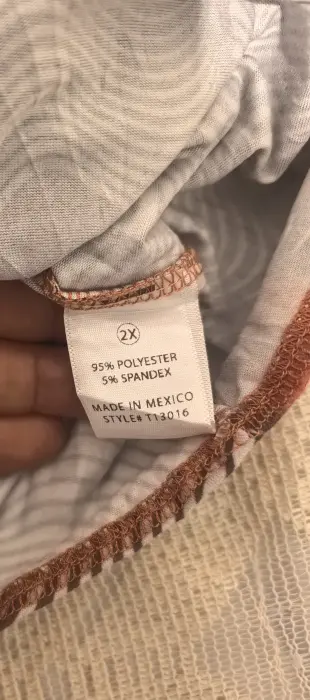 2X
95% POLYESTER
5% SPANDEX
MADE IN MEXICO
STYLE# T13016